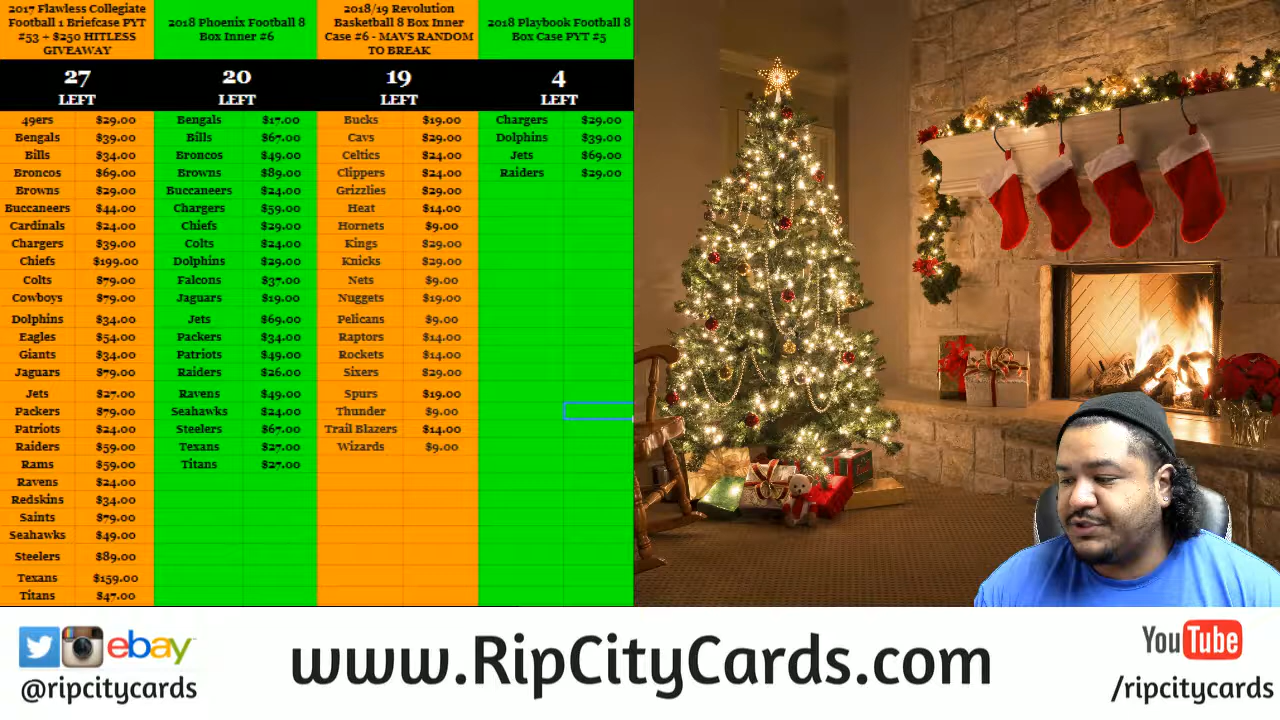 2017 Flawless Collegiate
Football 1 Briefcase PYT
#53 + $250 HITLESS
GIVEAWAY
27
LEFT
49ers $29.00
Bengals $39.00
Bills $34.00
Broncos $69.00
Browns $29.00
Buccaneers $44.00
Cardinals $24.00
Chargers $39.00
Chiefs $199.00
Colts $79.00
Cowboys $79.00
Dolphins $34.00
Eagles $54.00
Giants $34.00
Jaguars $79.00
Jets $27.00
Packers $79.00
Patriots $24.00
Raiders $59.00
Rams $59.00
Ravens $24.00
Redskins $34.00
Saints $79.00
Seahawks $49.00
Steelers $89.00
Texans $159.00
Titans $47.00
2018 Phoenix Football 8
Box Inner #6
20
LEFT
Bengals $17.00
Bills $67.00
Broncos $49.00
Browns $89.00
Buccaneers $24.00
Chargers $59.00
Chiefs $29.00
Colts $24.00
Dolphins $29.00
Falcons $37.00
Jaguars $19.00
Jets $69.00
Packers $34.00
Patriots $49.00
Raiders $26.00
Ravens $49.00
Seahawks $24.00
Steelers $67.00
Texans $27.00
Titans $27.00
2018/19 Revolution
Basketball 8 Box Inner
Case #6 - MAVS RANDOM
TO BREAK
19
LEFT
Bucks $19.00
Cavs $29.00
Celtics $24.00
Clippers $24.00
Grizzlies $29.00
Heat $14.00
Hornets $9.00
Kings $29.00
Knicks $29.00
Nets $9.00
Nuggets $19.00
Pelicans $9.00
Raptors $14.00
Rockets $14.00
Sixers $29.00
Spurs $19.00
Thunder $9.00
Trail Blazers $14.00
Wizards $9.00
2018 Playbook Football 8
Box Case PYT #5
4
LEFT
Chargers $29.00
Dolphins $39.00
Jets $69.00
Raiders $29.00
ebay
@ripcitycards
www.RipCityCards.com
YouTube
/ripcitycards